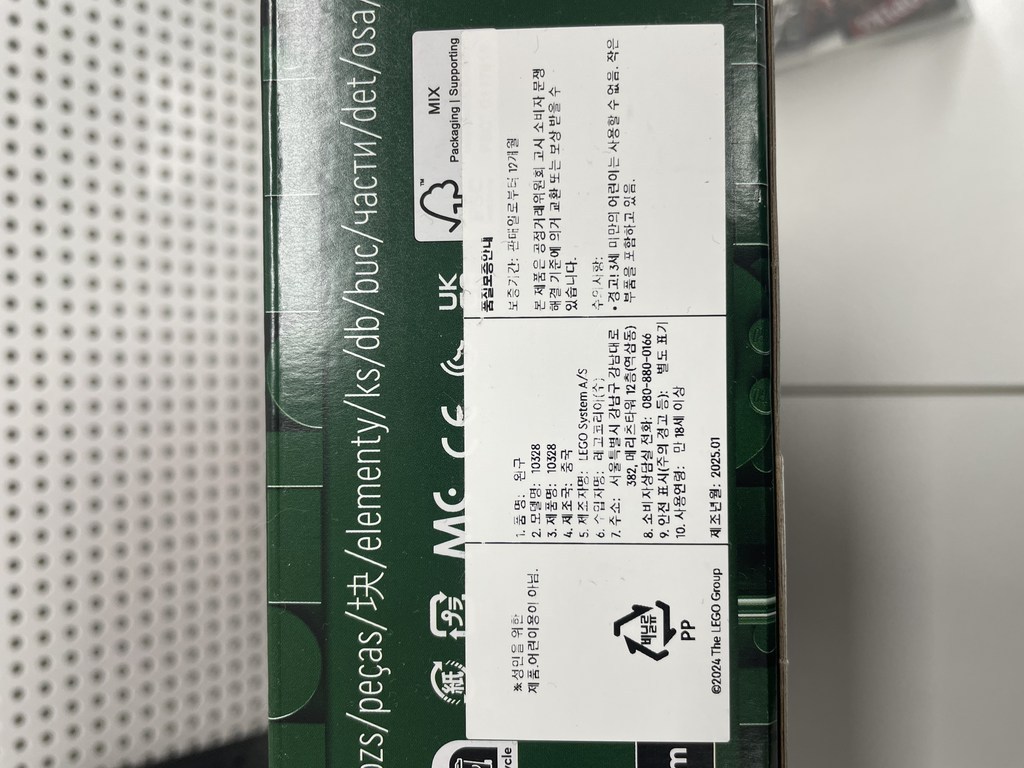 ozs/peças/块/elementy/ks/db/buc/части/det/osa/
MIX
Packaging | Supporting
UK
CE
紙
プラ
cycle
m
품질보증안내
보증기간: 판매일로부터 12개월
본 제품은 공정거래위원회 고시 소비자 분쟁
해결 기준에 의거 교환 또는 보상 받을 수
있습니다.
주의사항:
• 경고! 3세 미만의 어린이는 사용할 수 없음. 작은
부품을 포함하고 있음.
1. 품명: 완구
2. 모델명: 10328
3. 제품명: 10328
4. 제조국: 중국
5. 제조자명: LEGO System A/S
6. 수입자명: 레고코리아(주)
7. 주소: 서울특별시 강남구 강남대로
382, 메리츠타워 12층(역삼동)
8. 소비자상담실 전화: 080-880-0166
9. 안전 표시(주의 경고 등): 별도 표기
10. 사용연령: 만 18세 이상
제조년월: 2025.01
※성인을 위한
제품.어린이용이 아님.
비닐류
PP
©2024 The LEGO Group